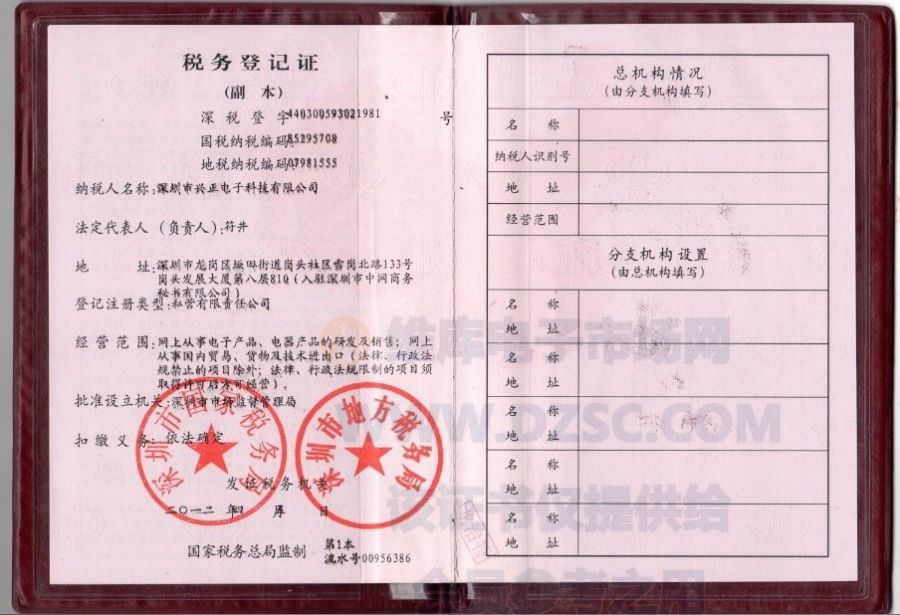 税务登记证
(副 本)
深 税 登 字440300593021981 号
国税纳税编码:85295708
地税纳税编码:07981555
纳税人名称:深圳市兴正电子科技有限公司
法定代表人 (负责人):符井
地 址:深圳市龙岗区坂田街道岗头社区雪岗北路133号
岗头发展大厦第八层810(入驻深圳市中网商务
秘书有限公司)
登记注册类型:私营有限责任公司
经 营 范 围:网上从事电子产品、电器产品的研发及销售;网上
从事国内贸易、货物及技术进出口(法律、行政法
规禁止的项目除外;法律、行政法规限制的项目须
取得许可后方可经营)。
批准设立机关:深圳市市场监督管理局
扣 缴 义 务:依法确定
深圳市国家税务局
深圳市地方税务局
发证税务机关
二〇一二 年 四 月 日
国家税务总局监制
第1本
流水号00956386
总机构情况
(由分支机构填写)
名 称
纳税人识别号
地 址
经营范围
分支机构设置
(由总机构填写)
名 称
地 址
名 称
地 址
名 称
地 址
名 称
地 址
名 称
地 址
维库电子市场网
WWW.DZSC.COM
该证书仅提供给
会员参考之用